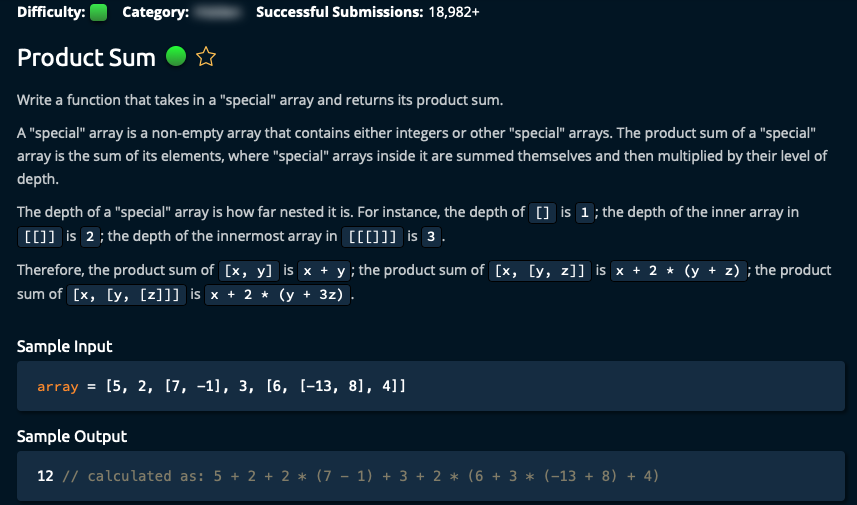 Difficulty: Category: Successful Submissions: 18,982+
Product Sum
Write a function that takes in a "special" array and returns its product sum.
A "special" array is a non-empty array that contains either integers or other "special" arrays. The product sum of a "special"
array is the sum of its elements, where "special" arrays inside it are summed themselves and then multiplied by their level of
depth.
The depth of a "special" array is how far nested it is. For instance, the depth of [] is 1; the depth of the inner array in
[[]] is 2; the depth of the innermost array in [[[]]] is 3.
Therefore, the product sum of [x, y] is x + y; the product sum of [x, [y, z]] is x + 2 * (y + z); the product
sum of [x, [y, [z]]] is x + 2 * (y + 3z).
Sample Input
array = [5, 2, [7, -1], 3, [6, [-13, 8], 4]]
Sample Output
12 // calculated as: 5 + 2 + 2 * (7 - 1) + 3 + 2 * (6 + 3 * (-13 + 8) + 4)